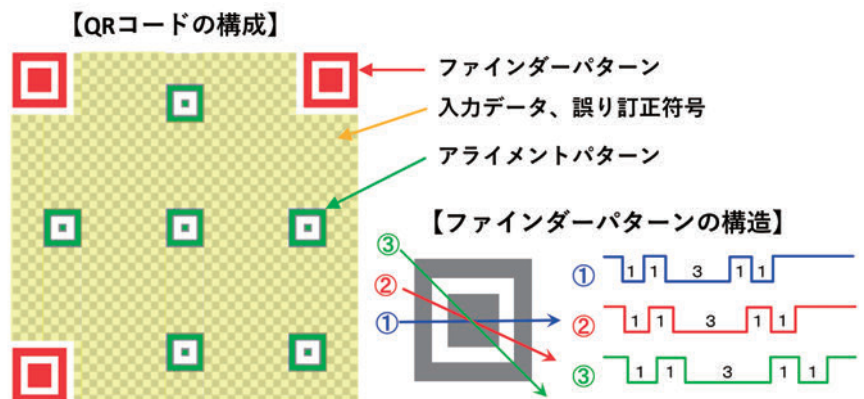 【QRコードの構成】
ファインダーパターン
入力データ、誤り訂正符号
アライメントパターン
【ファインダーパターンの構造】
③
②
①
① 1 1 3 1 1
② 1 1 3 1 1
③ 1 1 3 1 1